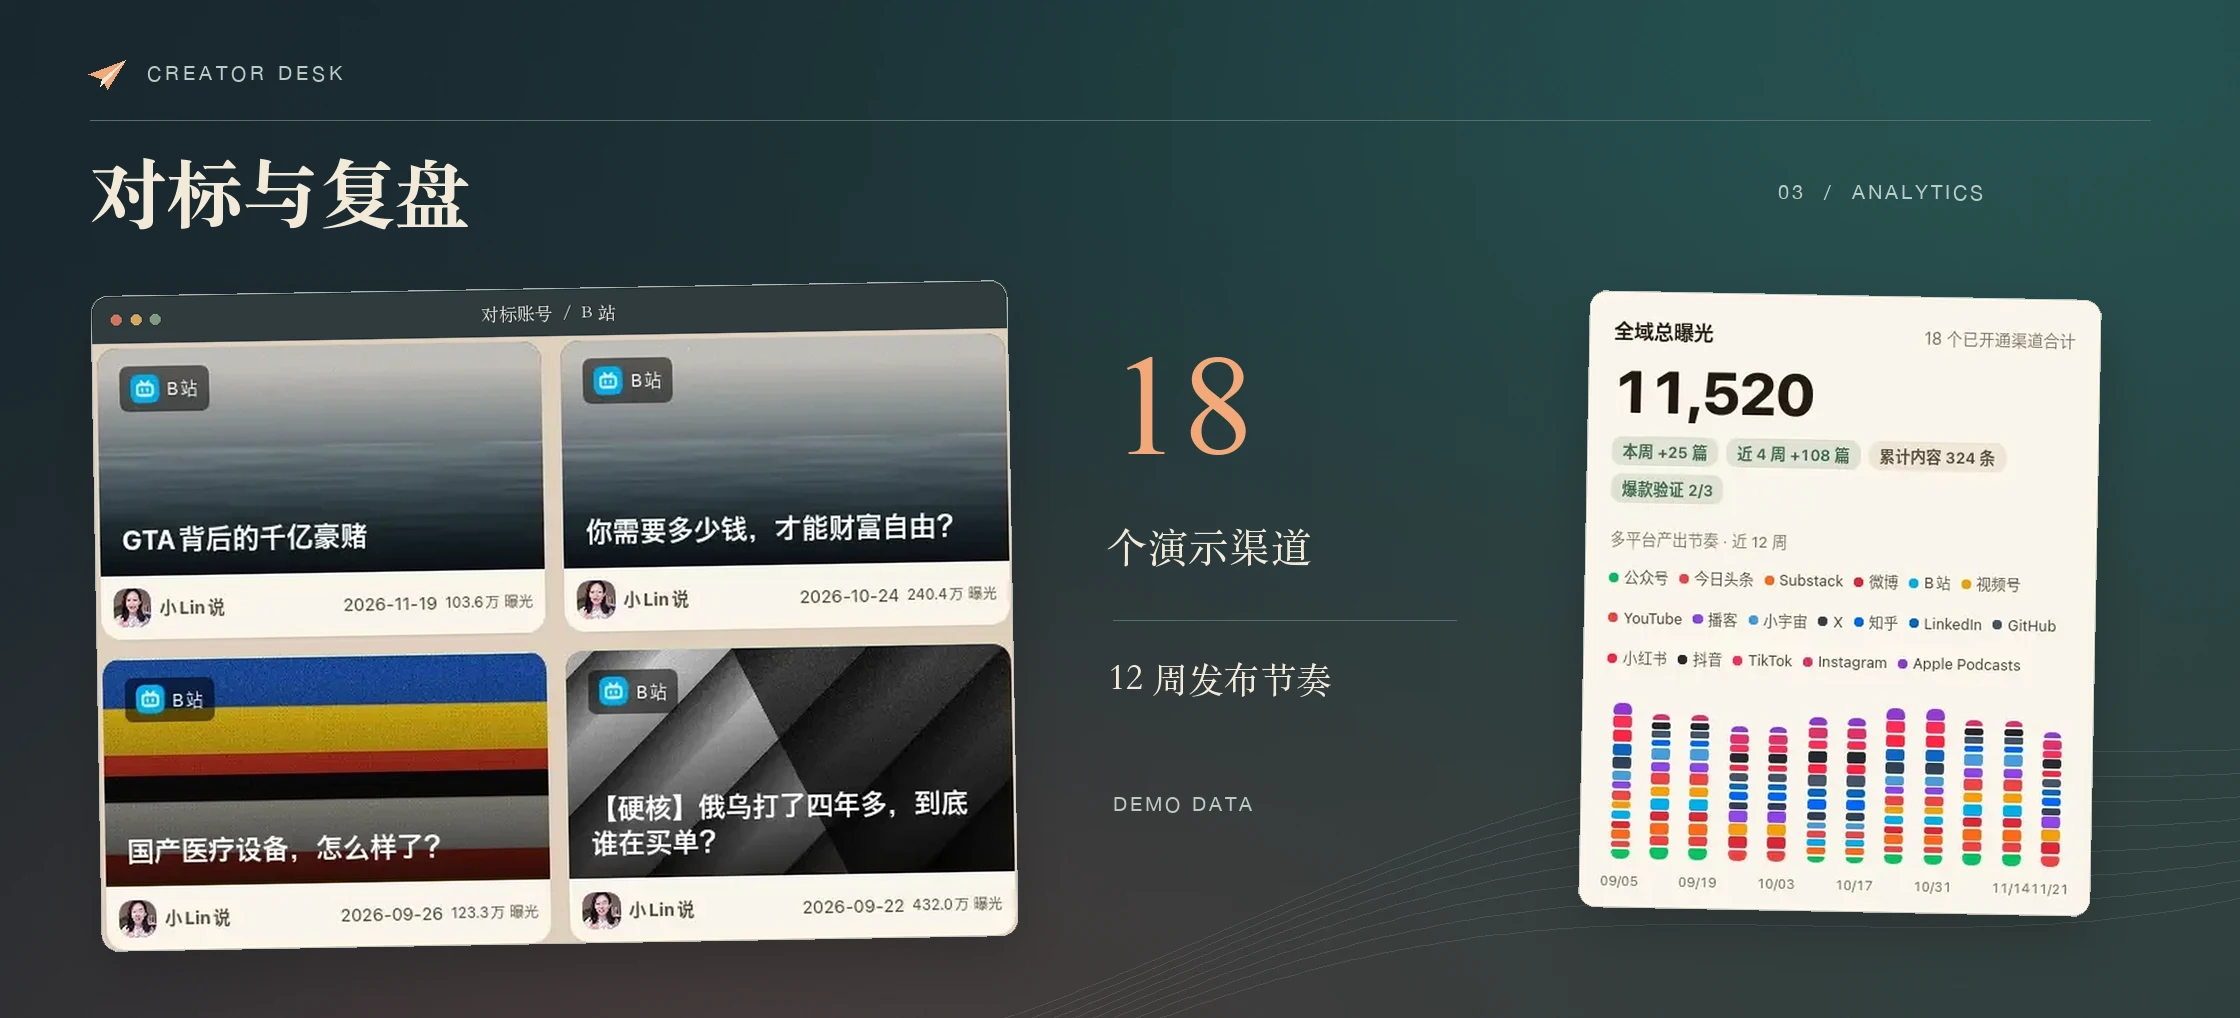 CREATOR DESK
对标与复盘
03 / ANALYTICS
对标账号 / B 站
B站
GTA背后的千亿豪赌
小Lin说 2026-11-19 103.6万 曝光
B站
你需要多少钱，才能财富自由？
小Lin说 2026-10-24 240.4万 曝光
B站
国产医疗设备，怎么样了？
小Lin说 2026-09-26 123.3万 曝光
B站
【硬核】俄乌打了四年多，到底
谁在买单？
小Lin说 2026-09-22 432.0万 曝光
18
个演示渠道
12 周发布节奏
DEMO DATA
全域总曝光 18 个已开通渠道合计
11,520
本周 +25 篇 近 4 周 +108 篇 累计内容 324 条
爆款验证 2/3
多平台产出节奏 · 近 12 周
公众号 今日头条 Substack 微博 B站 视频号
YouTube 播客 小宇宙 X 知乎 LinkedIn GitHub
小红书 抖音 TikTok Instagram Apple Podcasts
09/05 09/19 10/03 10/17 10/31 11/14 11/21